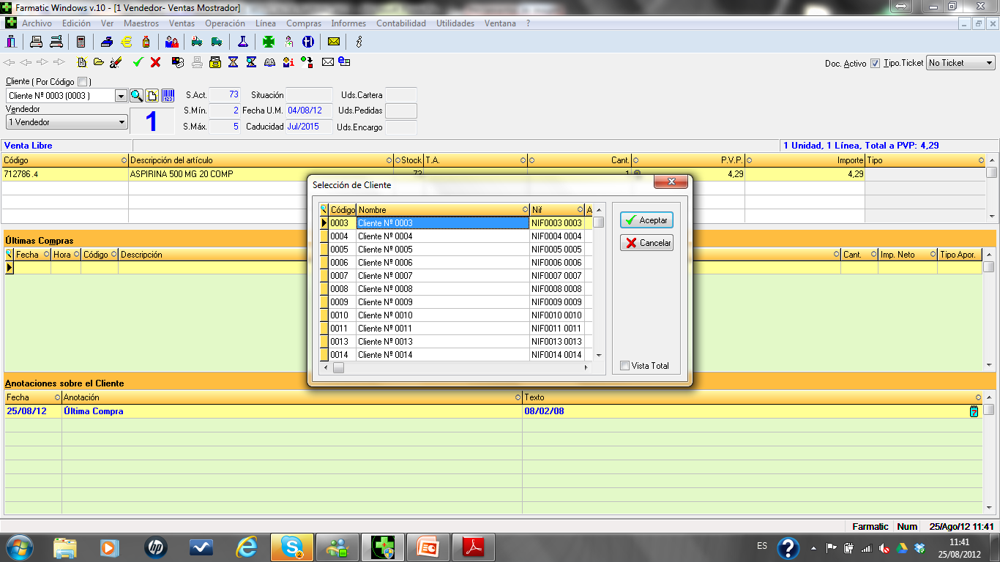 Farmatic Windows v.10 - [1 Vendedor- Ventas Mostrador]
Archivo Edición Ver Maestros Ventas Operación Línea Compras Informes Contabilidad Utilidades Ventana ?
Doc. Activo Tipo.Ticket No Ticket
Cliente ( Por Código )
Cliente Nº 0003 (0003 )
Vendedor
1 Vendedor
1
S.Act. 73 Situación Uds.Cartera
S.Mín. 2 Fecha U.M. 04/08/12 Uds.Pedidas
S.Máx. 5 Caducidad Jul/2015 Uds.Encargo
Venta Libre 1 Unidad, 1 Línea, Total a PVP: 4,29
Código Descripción del artículo Stock T.A. Cant. P.V.P. Importe Tipo
712786.4 ASPIRINA 500 MG 20 COMP 4,29 4,29
Selección de Cliente
Código Nombre Nif A
0003 Cliente Nº 0003 NIF0003 0003
0004 Cliente Nº 0004 NIF0004 0004
0005 Cliente Nº 0005 NIF0005 0005
0006 Cliente Nº 0006 NIF0006 0006
0007 Cliente Nº 0007 NIF0007 0007
0008 Cliente Nº 0008 NIF0008 0008
0009 Cliente Nº 0009 NIF0009 0009
0010 Cliente Nº 0010 NIF0010 0010
0011 Cliente Nº 0011 NIF0011 0011
0013 Cliente Nº 0013 NIF0013 0013
0014 Cliente Nº 0014 NIF0014 0014
Aceptar
Cancelar
Vista Total
Últimas Compras
Fecha Hora Código Descripción Cant. Imp. Neto Tipo Apor.
Anotaciones sobre el Cliente
Fecha Anotación Texto
25/08/12 Última Compra 08/02/08
Farmatic Num 25/Ago/12 11:41
ES 11:41
25/08/2012